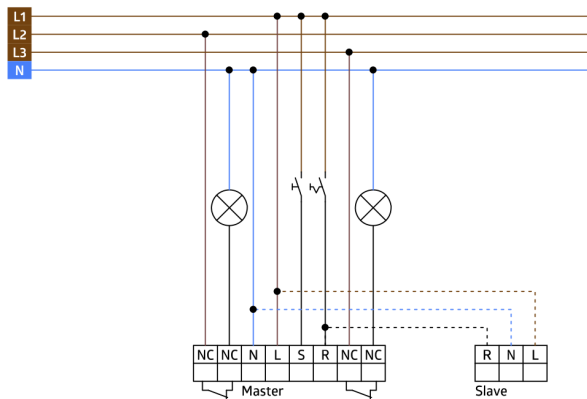 L1
L2
L3
N
NC NC N L S R NC NC
R N L
Master
Slave